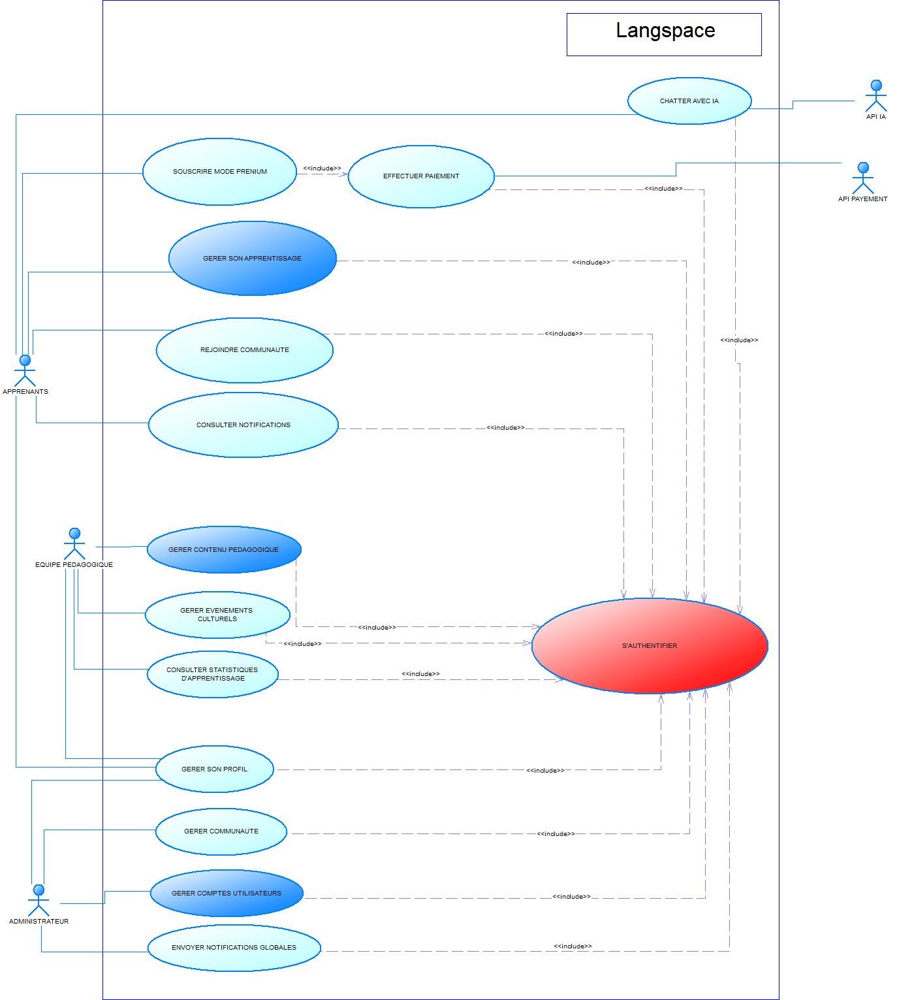 Langspace
CHATTER AVEC IA
API IA
SOUSCRIRE MODE PRENIUM
<<include>>
EFFECTUER PAIEMENT
<<include>>
API PAYEMENT
GERER SON APPRENTISSAGE
<<include>>
REJOINDRE COMMUNAUTE
<<include>>
<<include>>
APPRENANTS
CONSULTER NOTIFICATIONS
<<include>>
EQUIPE PEDAGOGIQUE
GERER CONTENU PEDAGOGIQUE
<<include>>
GERER EVENEMENTS
CULTURELS
<<include>>
S'AUTHENTIFIER
CONSULTER STATISTIQUES
D'APPRENTISSAGE
<<include>>
GERER SON PROFIL
<<include>>
GERER COMMUNAUTE
<<include>>
GERER COMPTES UTILISATEURS
<<include>>
ADMINISTRATEUR
ENVOYER NOTIFICATIONS GLOBALES
<<include>>